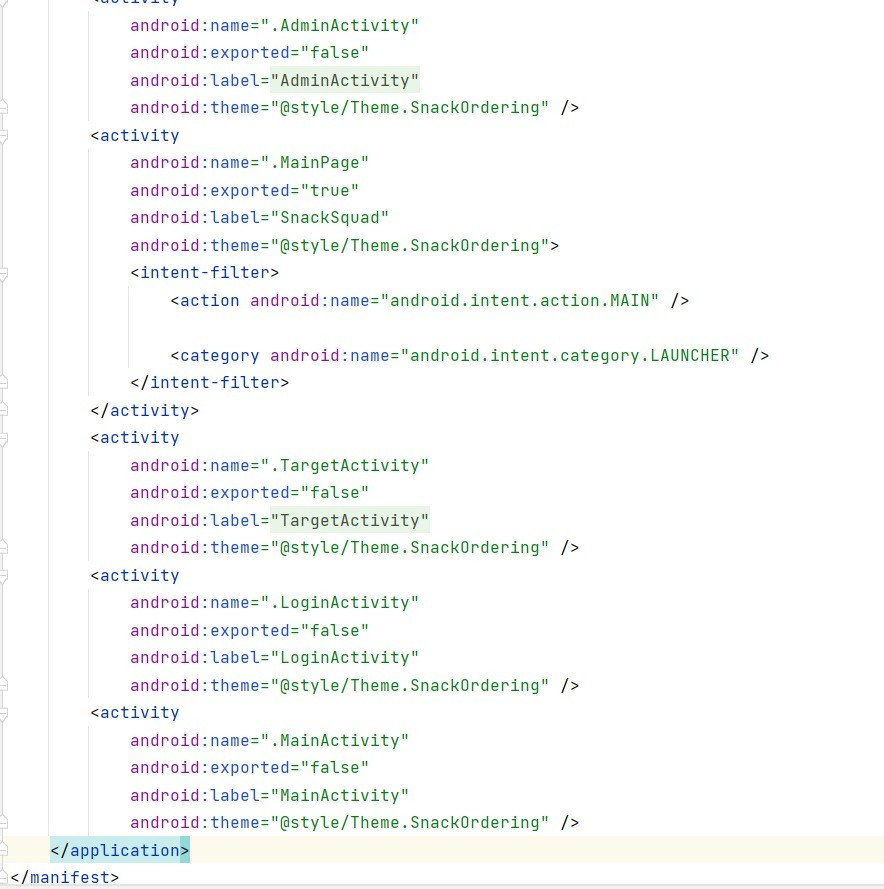 <activity
android:name=".AdminActivity"
android:exported="false"
android:label="AdminActivity"
android:theme="@style/Theme.SnackOrdering" />
<activity
android:name=".MainPage"
android:exported="true"
android:label="SnackSquad"
android:theme="@style/Theme.SnackOrdering">
<intent-filter>
<action android:name="android.intent.action.MAIN" />
<category android:name="android.intent.category.LAUNCHER" />
</intent-filter>
</activity>
<activity
android:name=".TargetActivity"
android:exported="false"
android:label="TargetActivity"
android:theme="@style/Theme.SnackOrdering" />
<activity
android:name=".LoginActivity"
android:exported="false"
android:label="LoginActivity"
android:theme="@style/Theme.SnackOrdering" />
<activity
android:name=".MainActivity"
android:exported="false"
android:label="MainActivity"
android:theme="@style/Theme.SnackOrdering" />
</application>
</manifest>